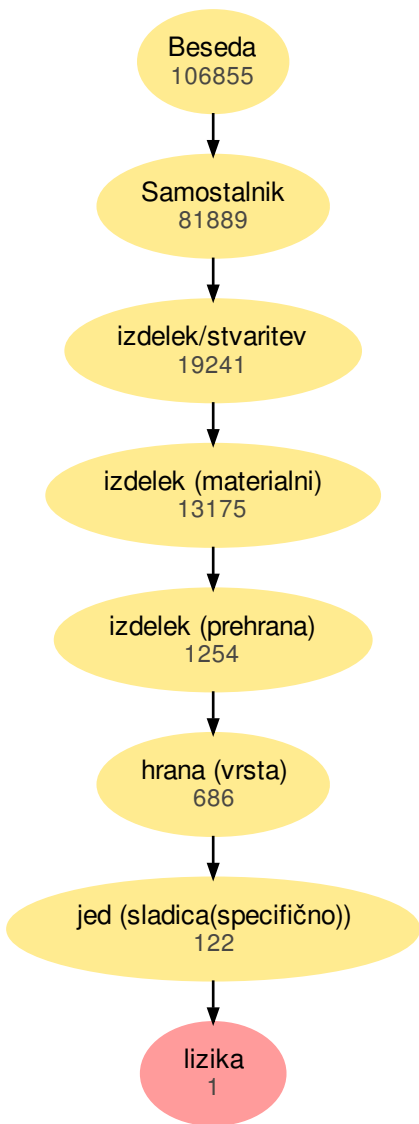 Beseda
106855
Samostalnik
81889
izdelek/stvaritev
19241
izdelek (materialni)
13175
izdelek (prehrana)
1254
hrana (vrsta)
686
jed (sladica(specifično))
122
lizika
1